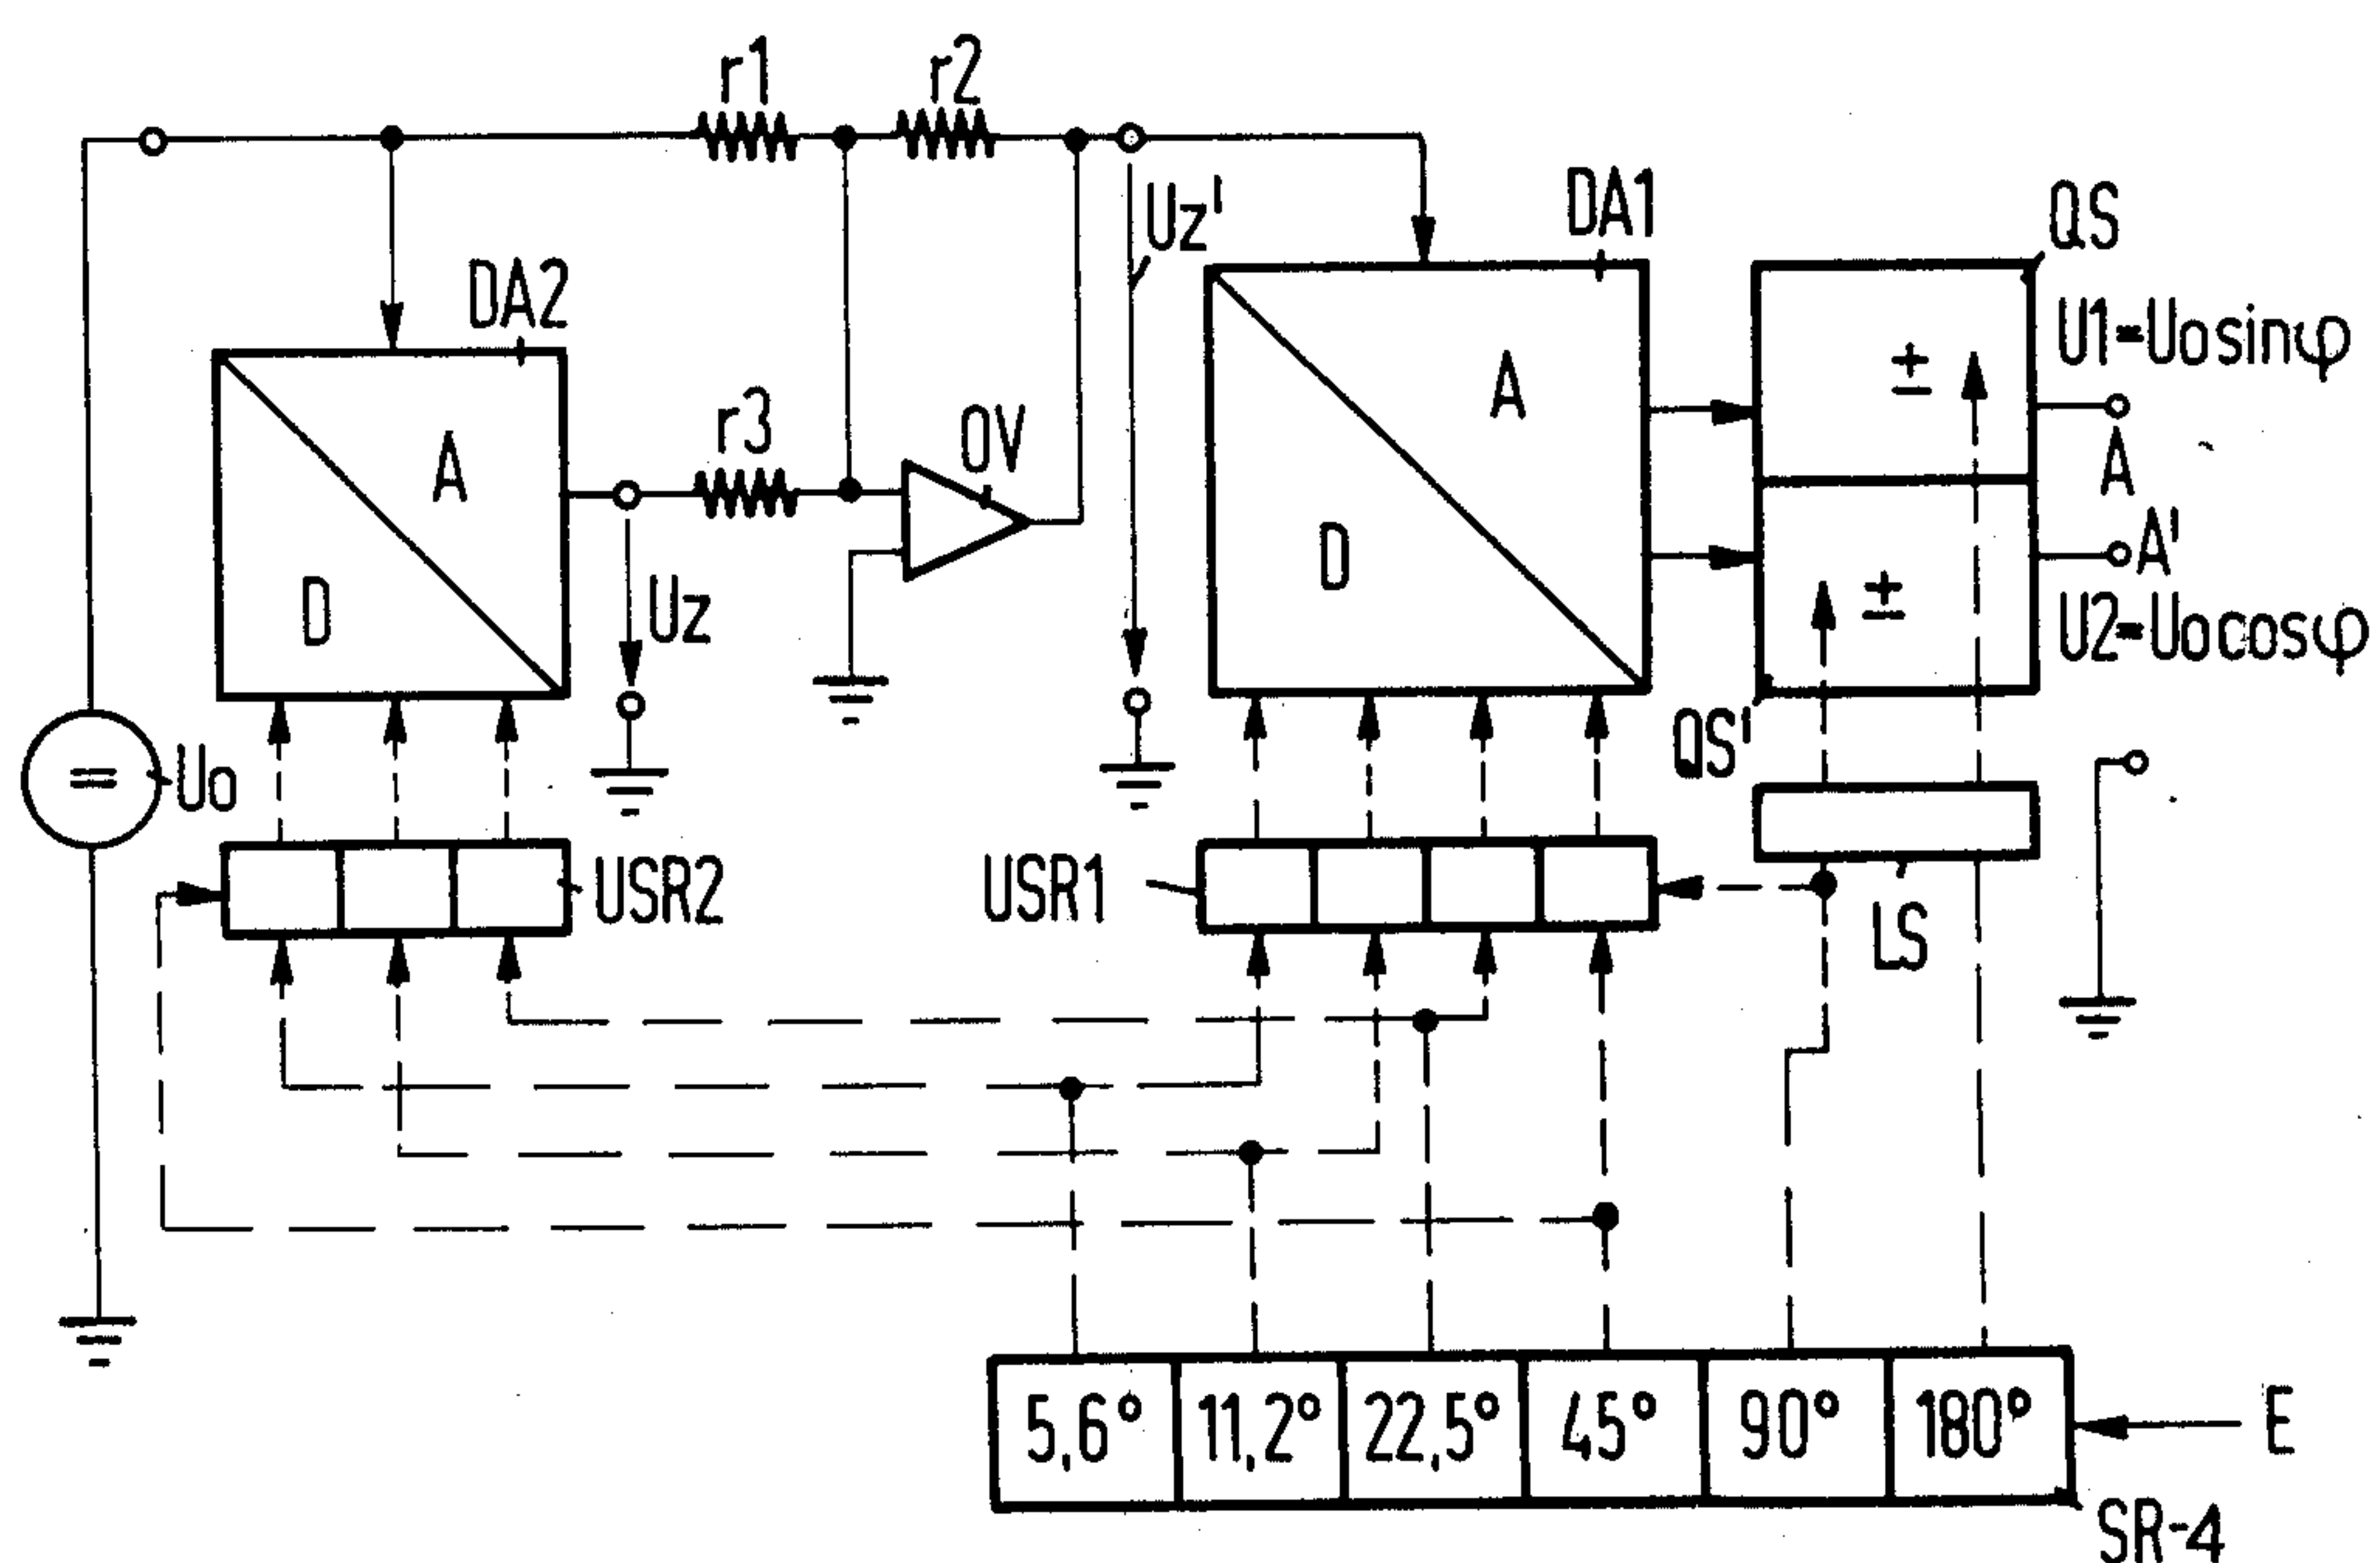 r1
r2
Uz'
DA1
QS
DA2
U1=Uosinφ
A
A
r3
OV
A
D
D
Uz
A'
U2=Uocosφ
QS'
=
Uo
±
±
USR2
USR1
LS
5,6°
11,2°
22,5°
45°
90°
180°
E
SR-4